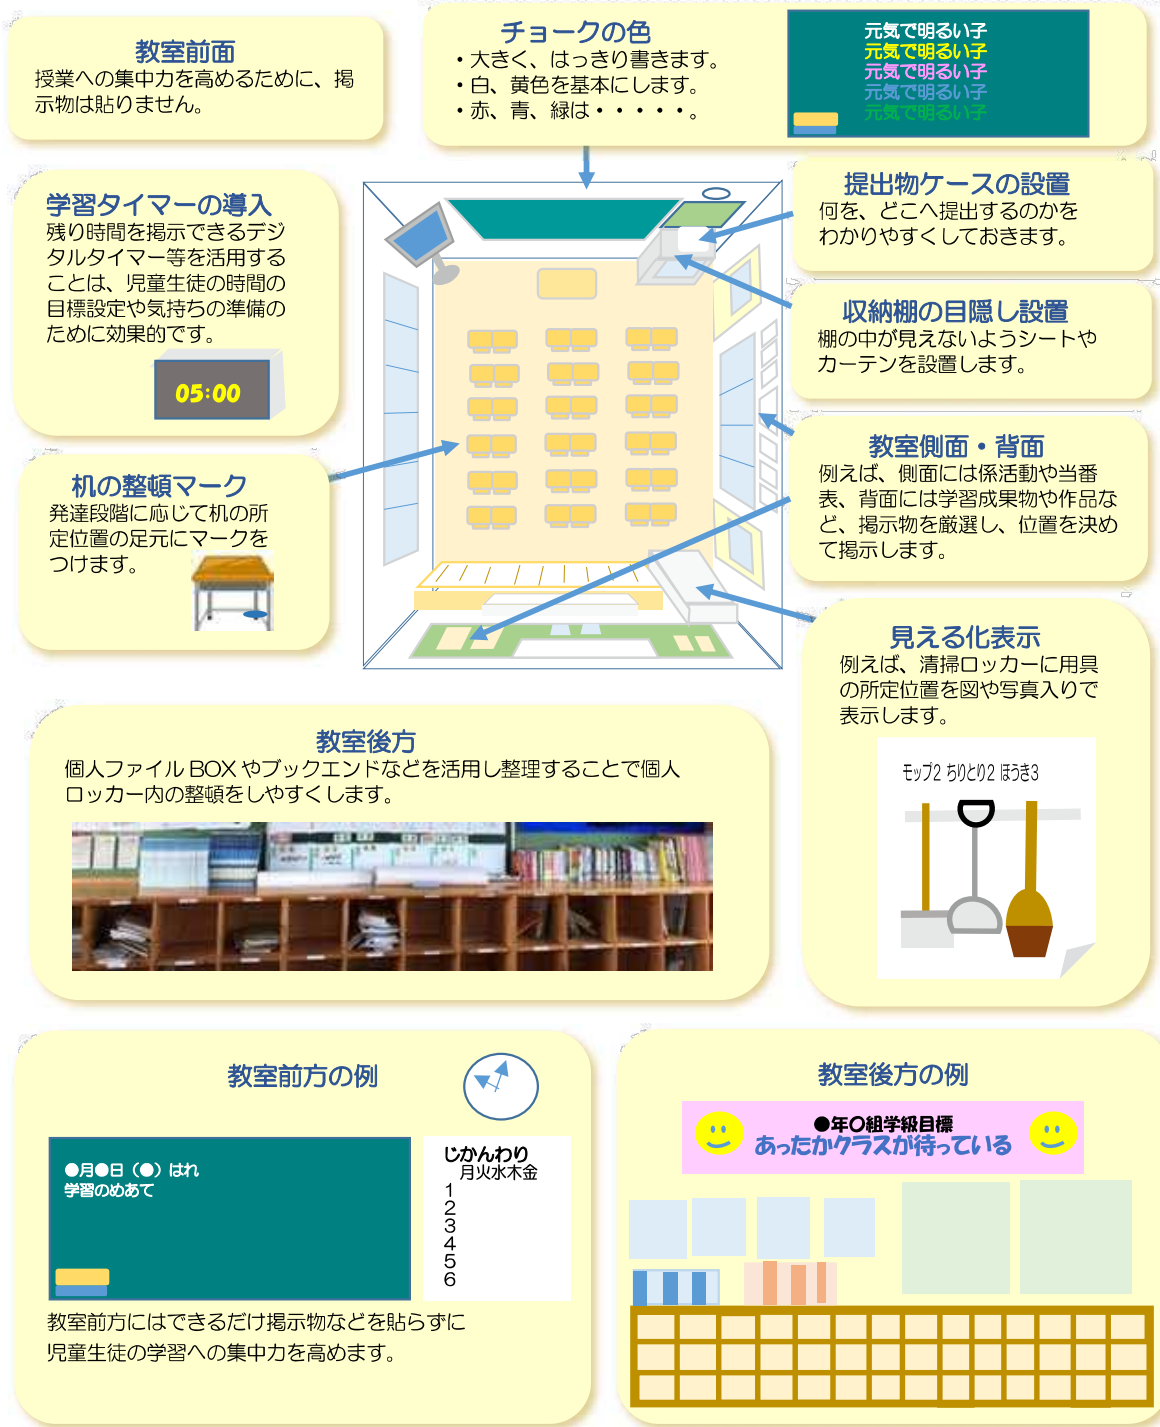 教室前面
授業への集中力を高めるために、掲
示物は貼りません。
チョークの色
・大きく、はっきり書きます。
・白、黄色を基本にします。
・赤、青、緑は・・・・・。
元気で明るい子
元気で明るい子
元気で明るい子
元気で明るい子
元気で明るい子
学習タイマーの導入
残り時間を掲示できるデジ
タルタイマー等を活用する
ことは、児童生徒の時間の
目標設定や気持ちの準備の
ために効果的です。
05:00
提出物ケースの設置
何を、どこへ提出するのかを
わかりやすくしておきます。
収納棚の目隠し設置
棚の中が見えないようシートや
カーテンを設置します。
机の整頓マーク
発達段階に応じて机の所
定位置の足元にマークを
つけます。
教室側面・背面
例えば、側面には係活動や当番
表、背面には学習成果物や作品な
ど、掲示物を厳選し、位置を決め
て掲示します。
見える化表示
例えば、清掃ロッカーに用具
の所定位置を図や写真入りで
表示します。
モップ2 ちりとり2 ほうき3
教室後方
個人ファイル BOX やブックエンドなどを活用し整理することで個人
ロッカー内の整頓をしやすくします。
教室前方の例
●月●日（●）はれ
学習のめあて
じかんわり
月火水木金
1
2
3
4
5
6
教室前方にはできるだけ掲示物などを貼らずに
児童生徒の学習への集中力を高めます。
教室後方の例
●年〇組学級目標
あったかクラスが待っている